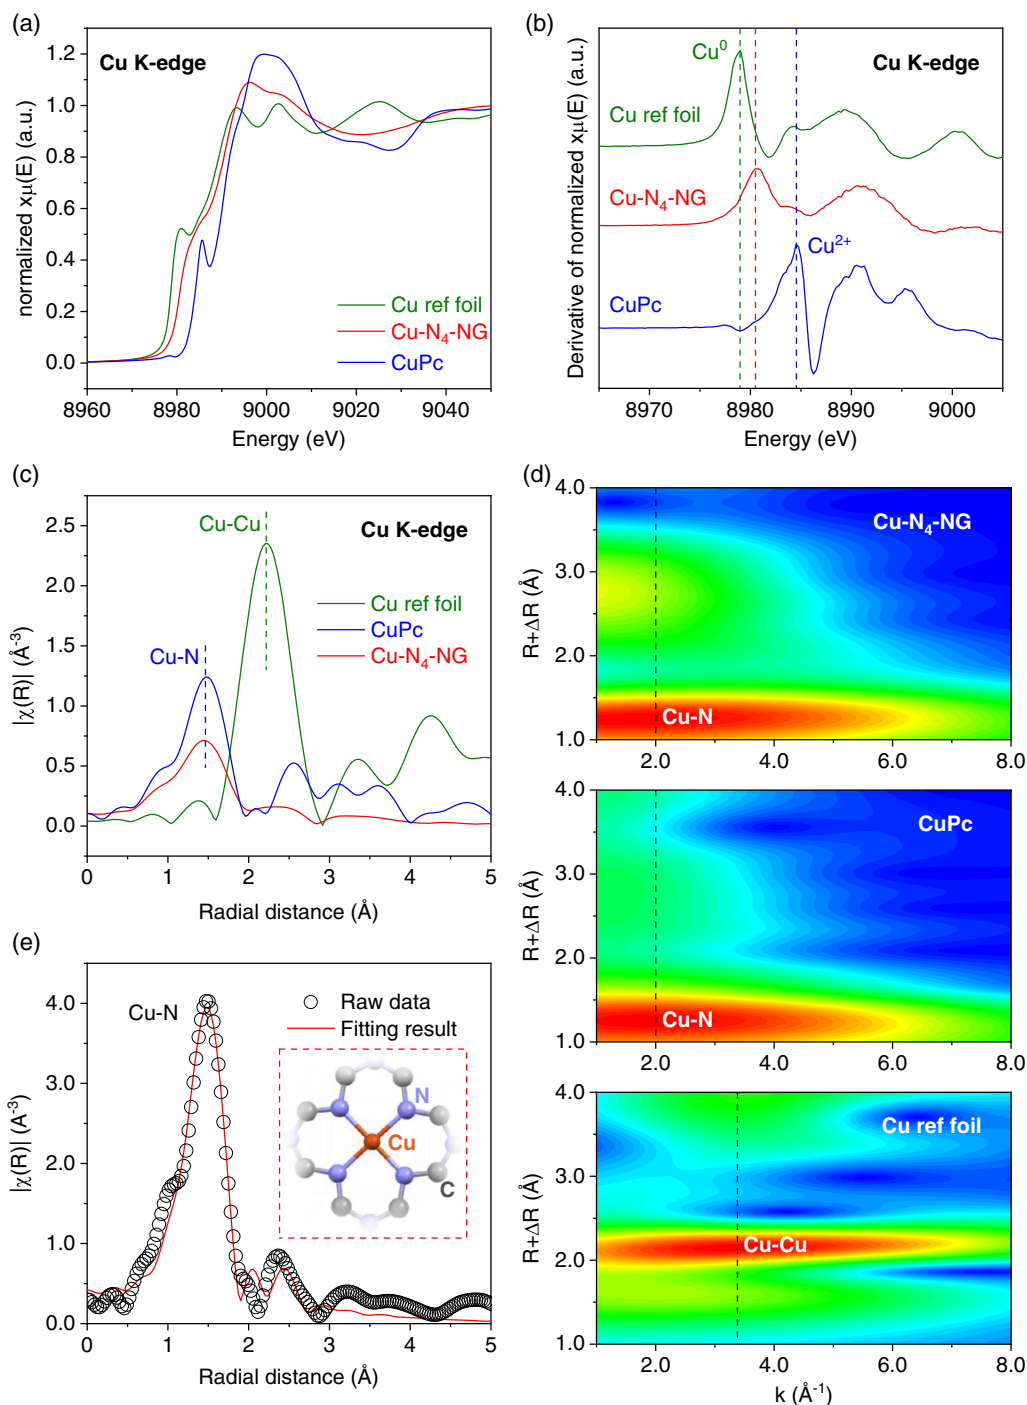 (a)
Cu K-edge
normalized xμ(E) (a.u.)
1.2
1.0
0.8
0.6
0.4
0.2
0.0
Cu ref foil
Cu-N₄-NG
CuPc
8960 8980 9000 9020 9040
Energy (eV)
(b)
Cu⁰
Cu K-edge
Derivative of normalized xμ(E) (a.u.)
Cu ref foil
Cu-N₄-NG
Cu²⁺
CuPc
8970 8980 8990 9000
Energy (eV)
(c)
Cu-Cu
Cu K-edge
|χ(R)| (Å⁻³)
2.5
2.0
1.5
1.0
0.5
0.0
Cu ref foil
CuPc
Cu-N₄-NG
Cu-N
0 1 2 3 4 5
Radial distance (Å)
(d)
R+ΔR (Å)
4.0
3.0
2.0
1.0
Cu-N₄-NG
Cu-N
2.0 4.0 6.0 8.0
R+ΔR (Å)
4.0
3.0
2.0
1.0
CuPc
Cu-N
2.0 4.0 6.0 8.0
R+ΔR (Å)
4.0
3.0
2.0
1.0
Cu ref foil
Cu-Cu
2.0 4.0 6.0 8.0
k (Å⁻¹)
(e)
|χ(R)| (A⁻³)
4.0
3.0
2.0
1.0
0.0
Cu-N
Raw data
Fitting result
N
Cu
C
0 1 2 3 4 5
Radial distance (Å)